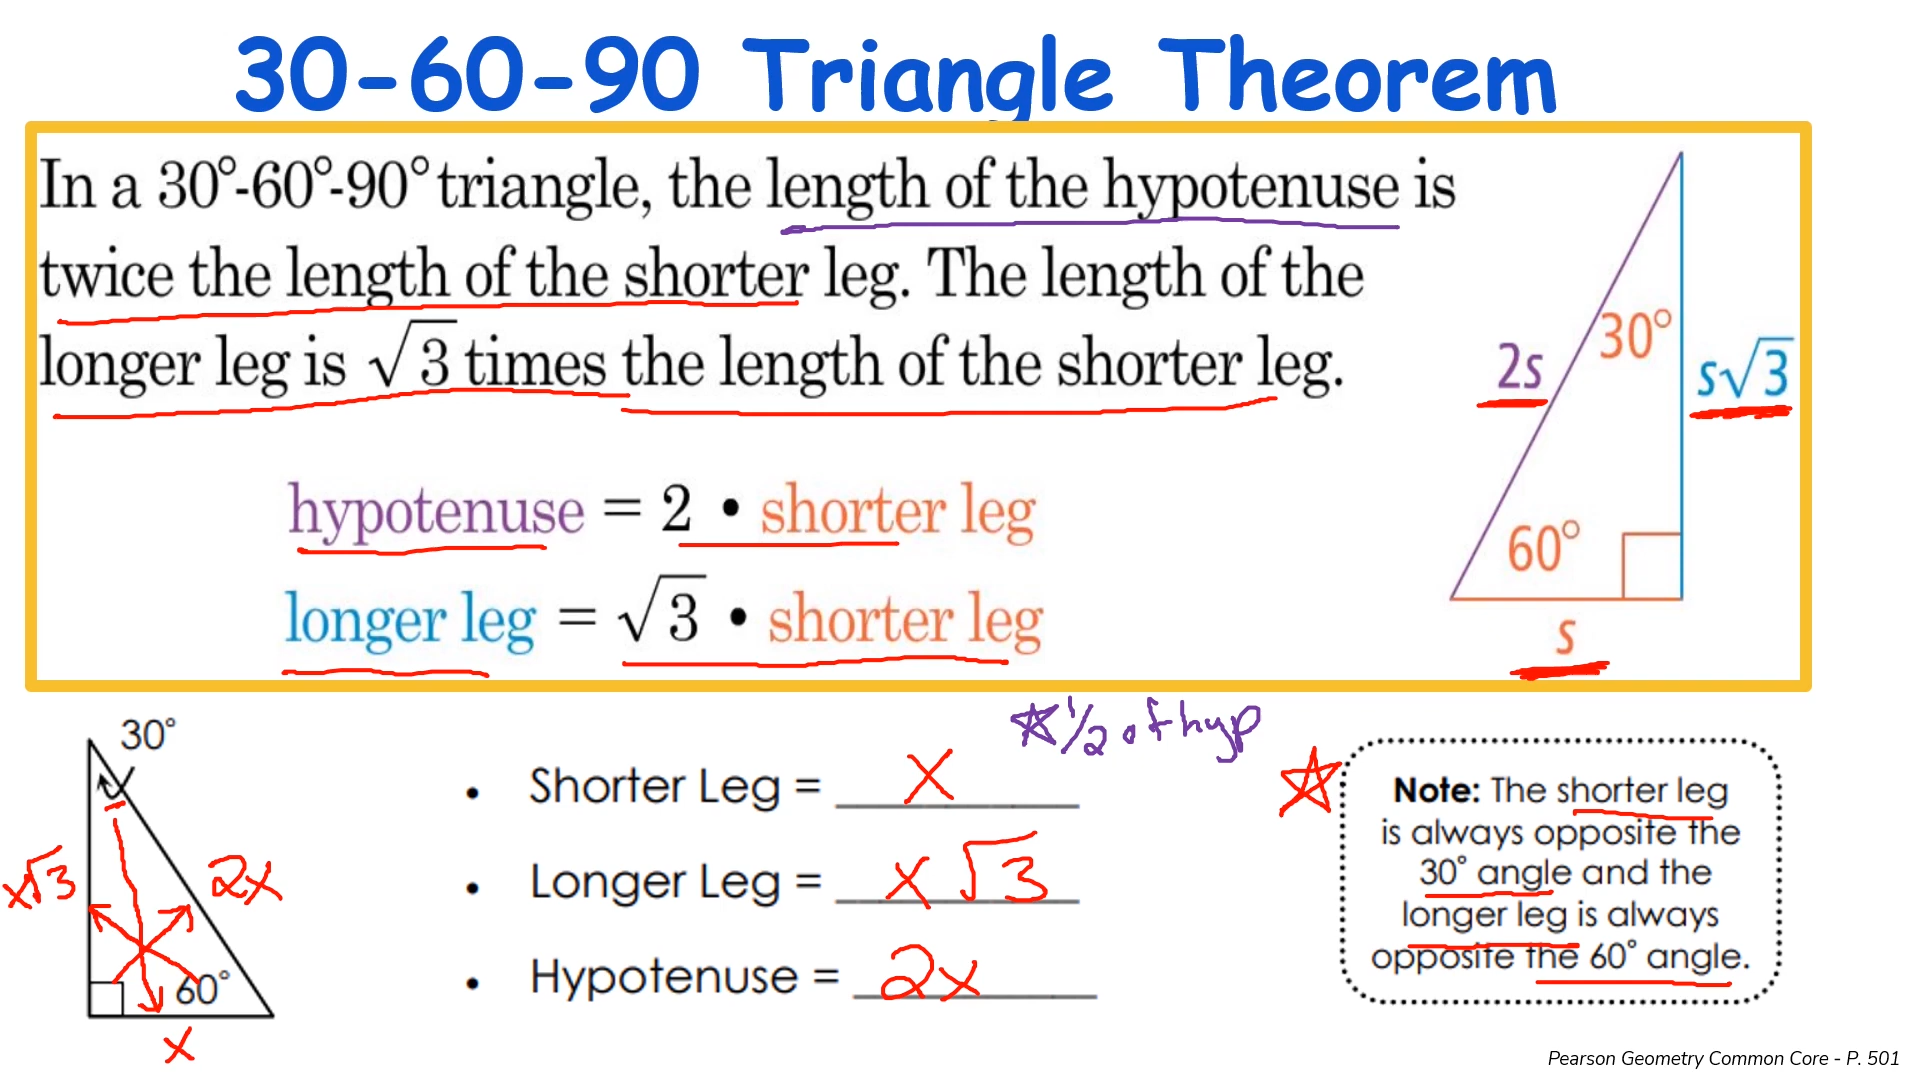 30-60-90 Triangle Theorem
In a 30°-60°-90° triangle, the length of the hypotenuse is
twice the length of the shorter leg. The length of the
longer leg is √3 times the length of the shorter leg.
hypotenuse = 2 • shorter leg
longer leg = √3 • shorter leg
2s
30°
s√3
60°
s
30°
x√3
2x
60°
x
☆ 1/2 of hyp
• Shorter Leg = x
• Longer Leg = x√3
• Hypotenuse = 2x
☆
Note: The shorter leg
is always opposite the
30° angle and the
longer leg is always
opposite the 60° angle.
Pearson Geometry Common Core - P. 501